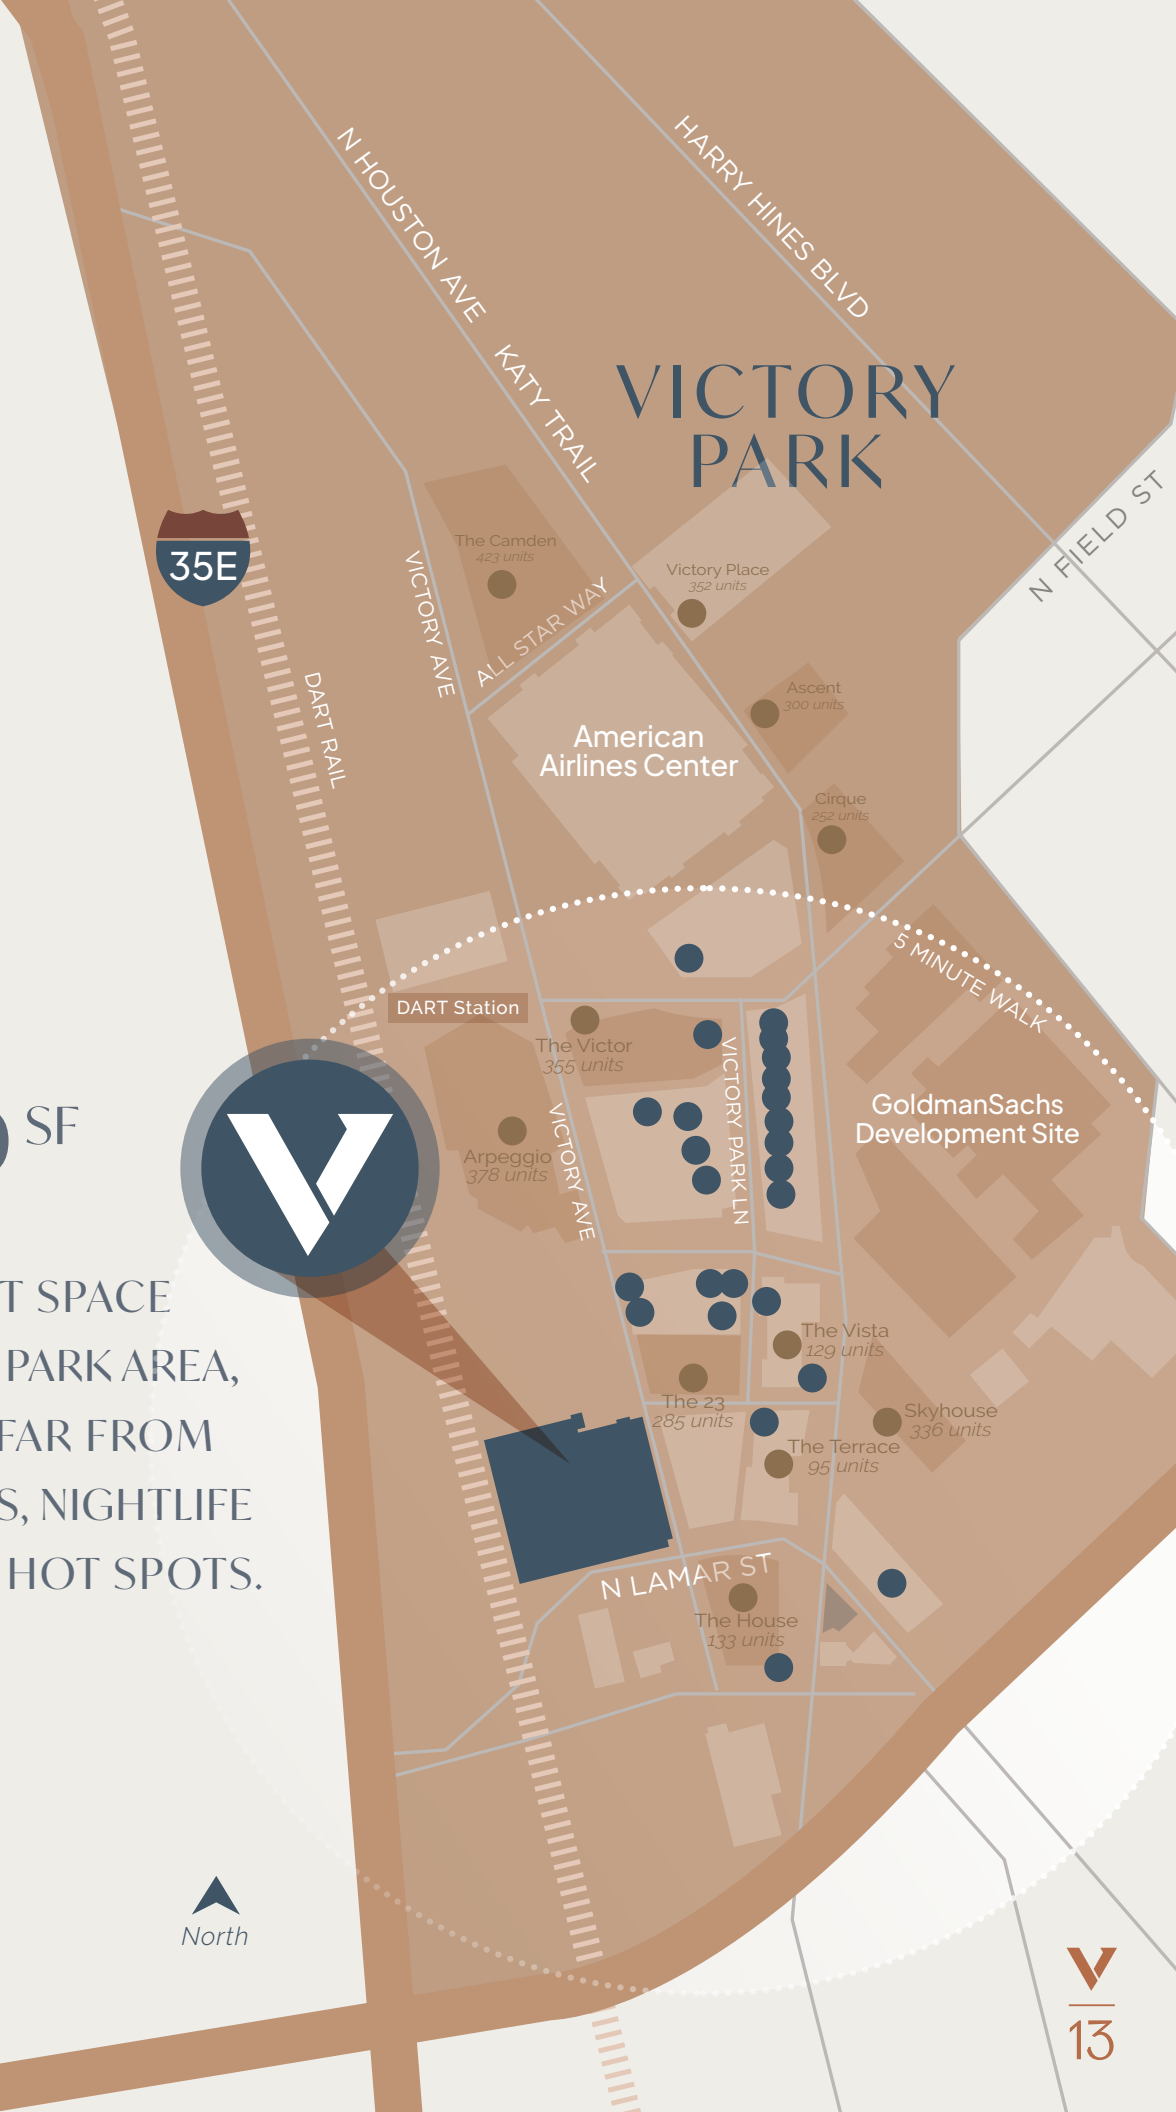 N HOUSTON AVE
HARRY HINES BLVD
KATY TRAIL
VICTORY
PARK
N FIELD ST
35E
The Camden
423 units
VICTORY AVE
ALL STAR WAY
Victory Place
352 units
DART RAIL
Ascent
300 units
American
Airlines Center
Cirque
252 units
5 MINUTE WALK
DART Station
The Victor
355 units
VICTORY PARK LN
GoldmanSachs
Development Site
SF
VICTORY AVE
Arpeggio
378 units
T SPACE
PARK AREA,
FAR FROM
S, NIGHTLIFE
HOT SPOTS.
The Vista
129 units
The 23
285 units
Skyhouse
336 units
The Terrace
95 units
N LAMAR ST
The House
133 units
North
V
13